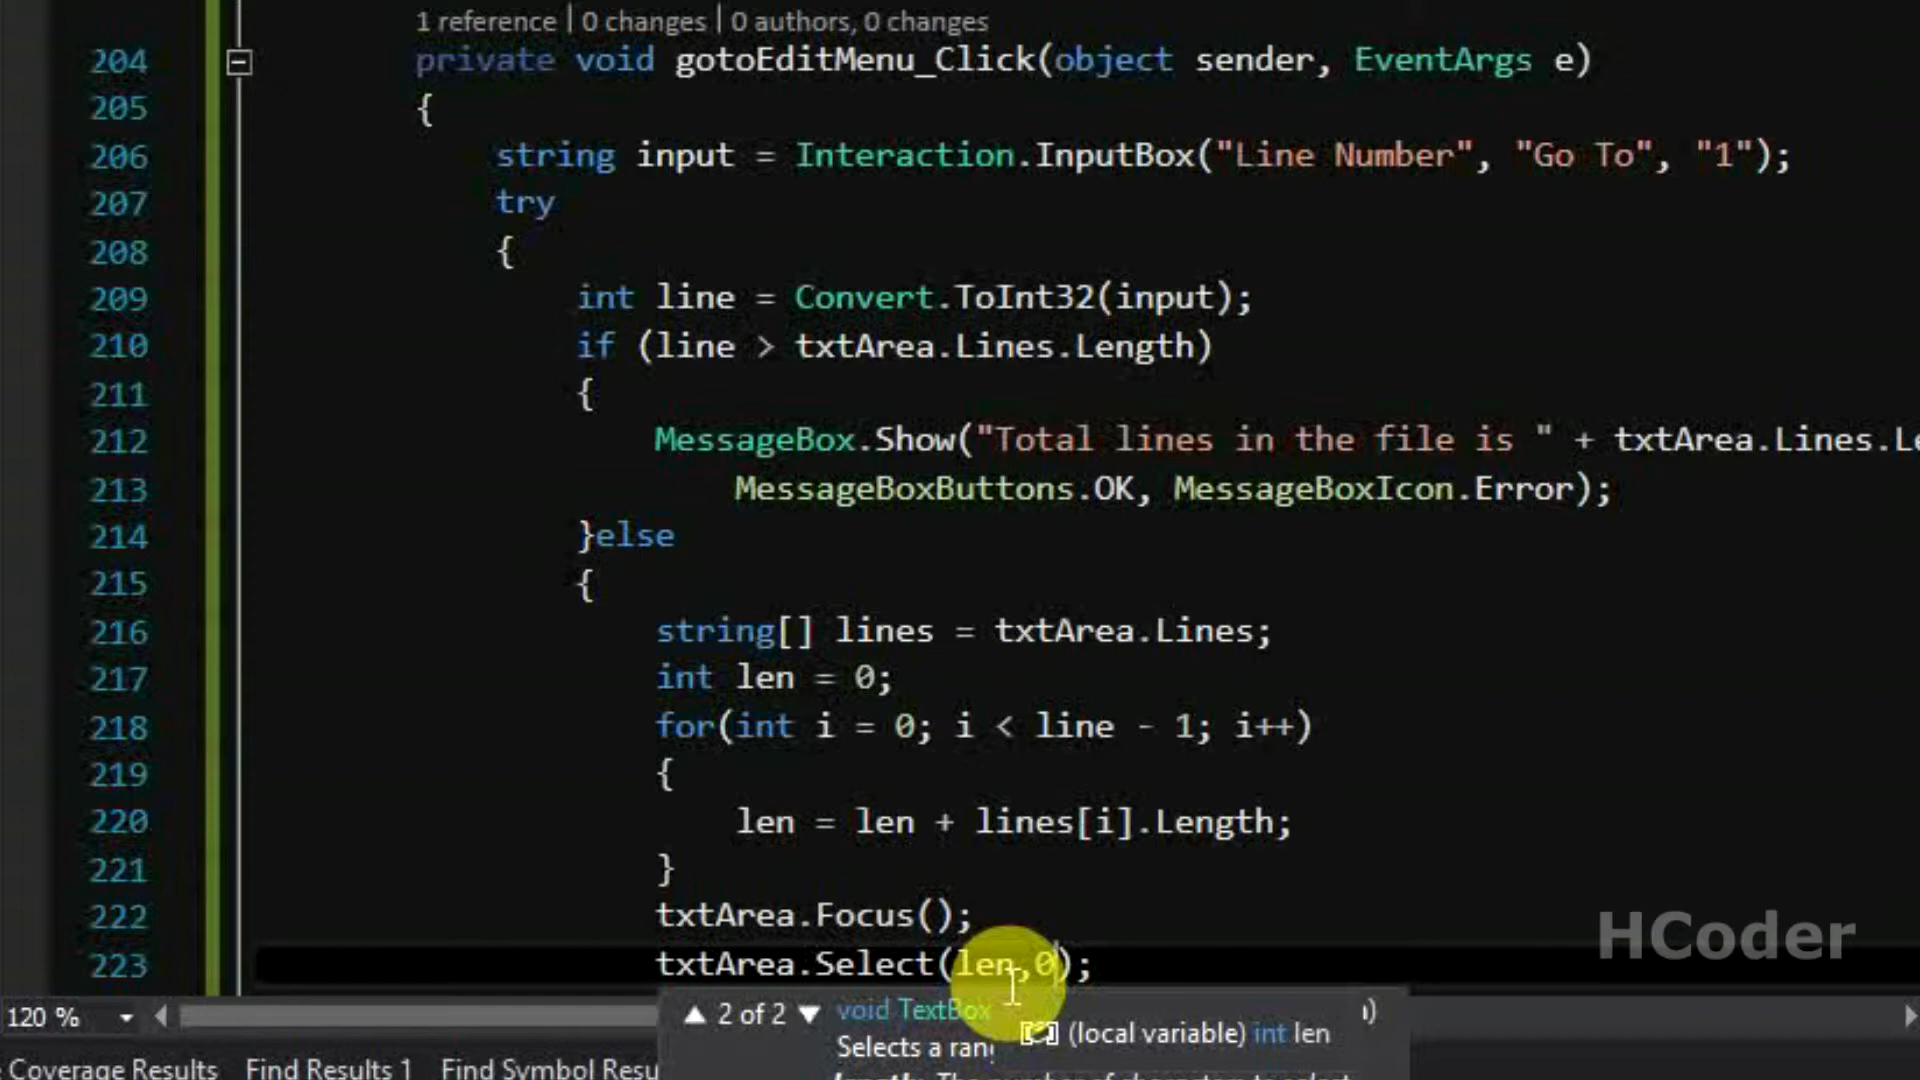 1 reference | 0 changes | 0 authors, 0 changes
204 private void gotoEditMenu_Click(object sender, EventArgs e)
205 {
206 string input = Interaction.InputBox("Line Number", "Go To", "1");
207 try
208 {
209 int line = Convert.ToInt32(input);
210 if (line > txtArea.Lines.Length)
211 {
212 MessageBox.Show("Total lines in the file is " + txtArea.Lines.Le
213 MessageBoxButtons.OK, MessageBoxIcon.Error);
214 }else
215 {
216 string[] lines = txtArea.Lines;
217 int len = 0;
218 for(int i = 0; i < line - 1; i++)
219 {
220 len = len + lines[i].Length;
221 }
222 txtArea.Focus();
HCoder
223 txtArea.Select(len,0);
120 % ▲ 2 of 2 ▼ void TextBox )
(local variable) int len
Selects a ran
Coverage Results Find Results 1 Find Symbol Resu